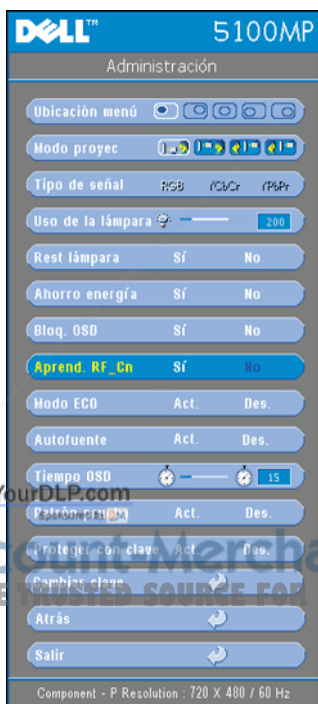 DELL™ 5100MP
Administración
Ubicación menú
Modo proyec
Tipo de señal RGB YCbCr YPbPr
Uso de la lámpara 200
Rest lámpara Sí No
Ahorro energía Sí No
Bloq. OSD Sí No
Aprend. RF_Cn Sí No
Modo ECO Act. Des.
Autofuente Act. Des.
Tiempo OSD 15
YourDLP.com
Act. Des.
Proteger con clave Act. Des.
Cambiar clave
TRUSTED SOURCE FOR
Atrás
Salir
Component - P Resolution : 720 X 480 / 60 Hz